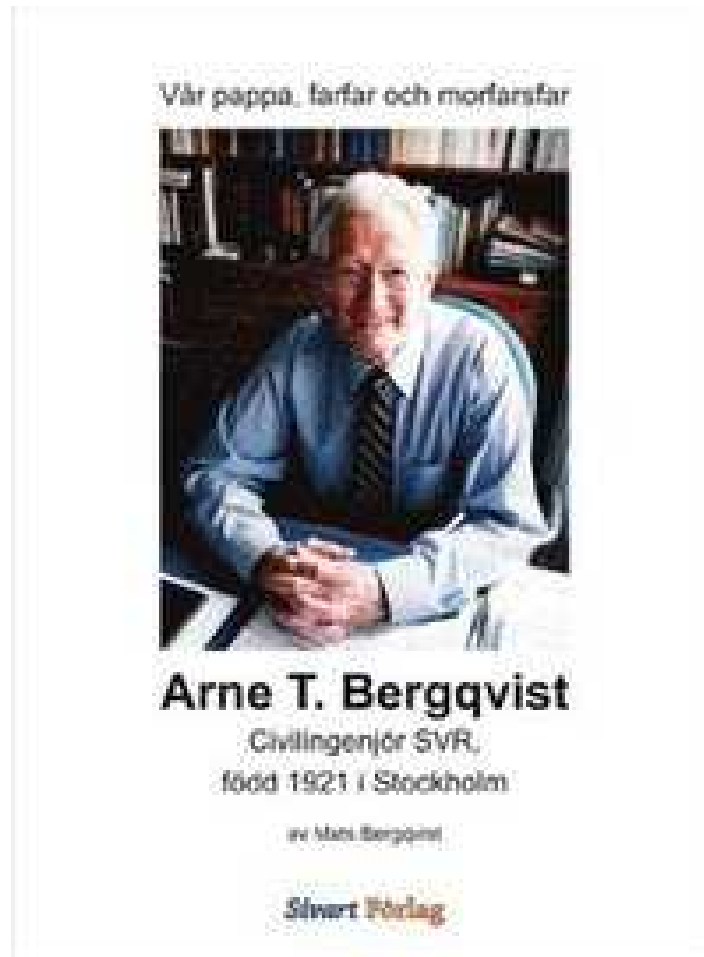 Vår pappa, farfar och morfarsfar
Arne T. Bergqvist
Civilingenjör SVR,
född 1921 i Stockholm
av Mats Bergqvist
Sivart Förlag